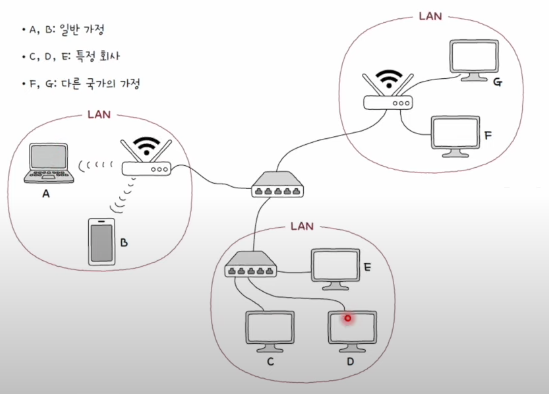 • A, B: 일반 가정
• C, D, E: 특정 회사
• F, G: 다른 국가의 가정
LAN
G
F
LAN
A
B
LAN
E
C
D